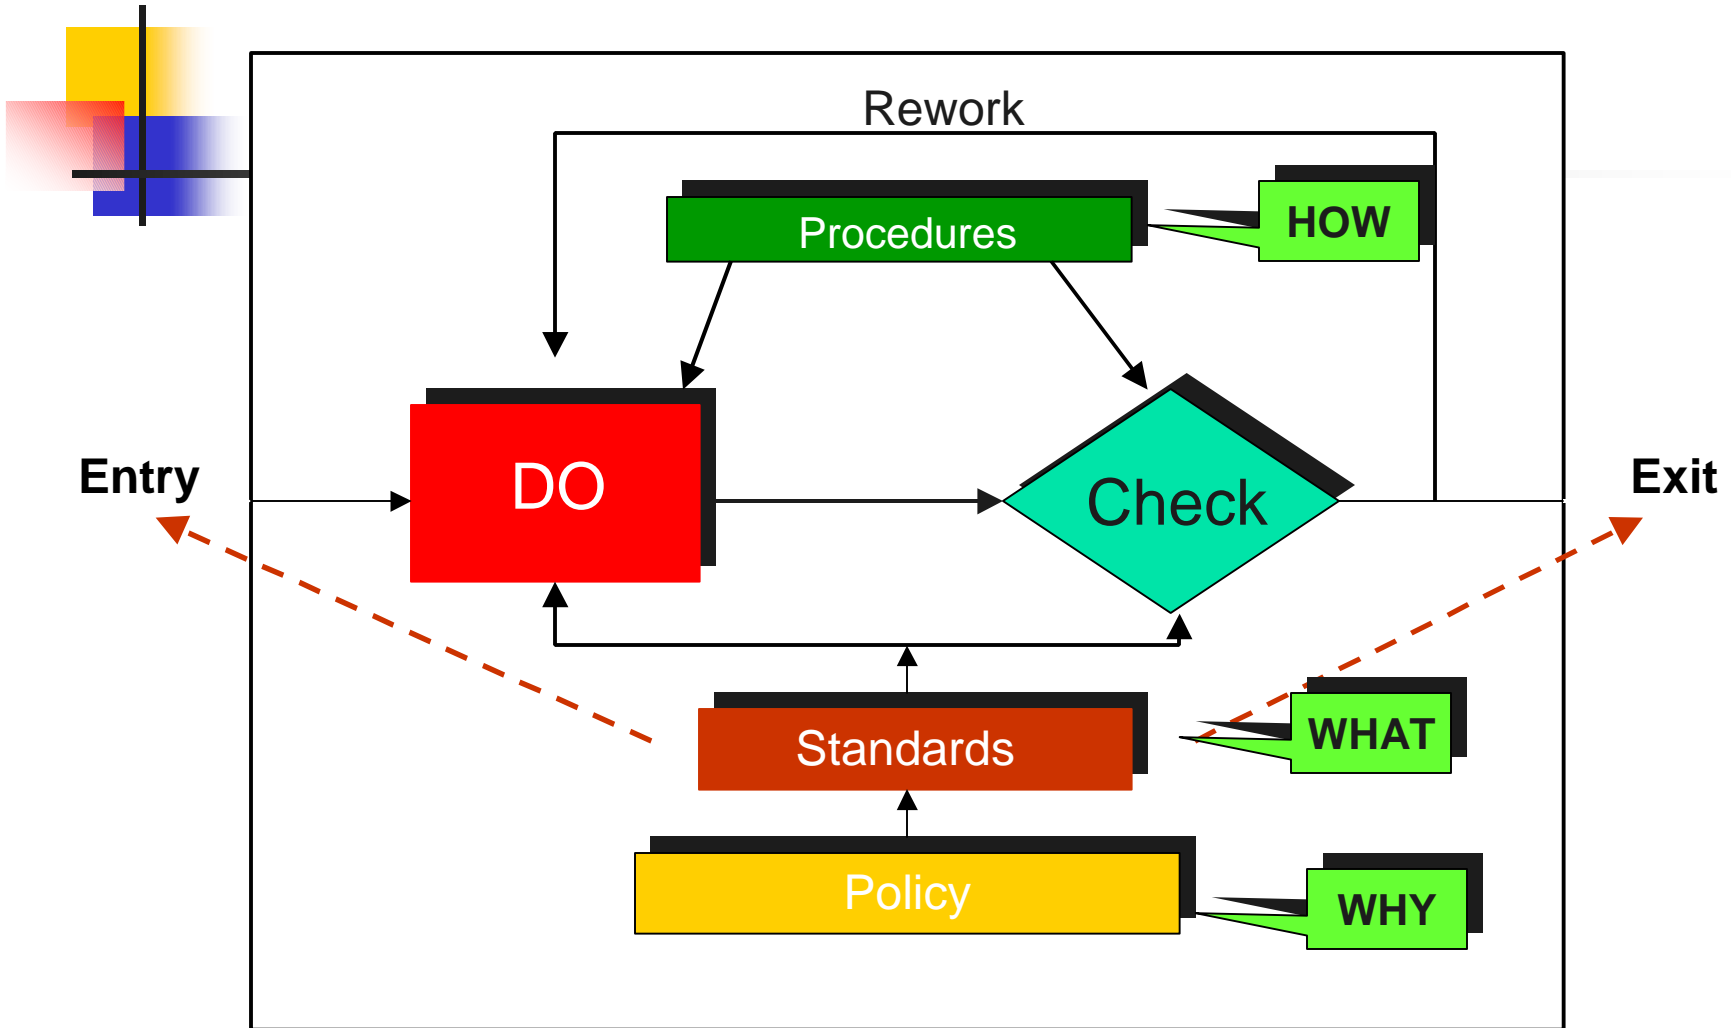 Rework
Procedures
HOW
Entry
DO
Check
Exit
Standards
WHAT
Policy
WHY